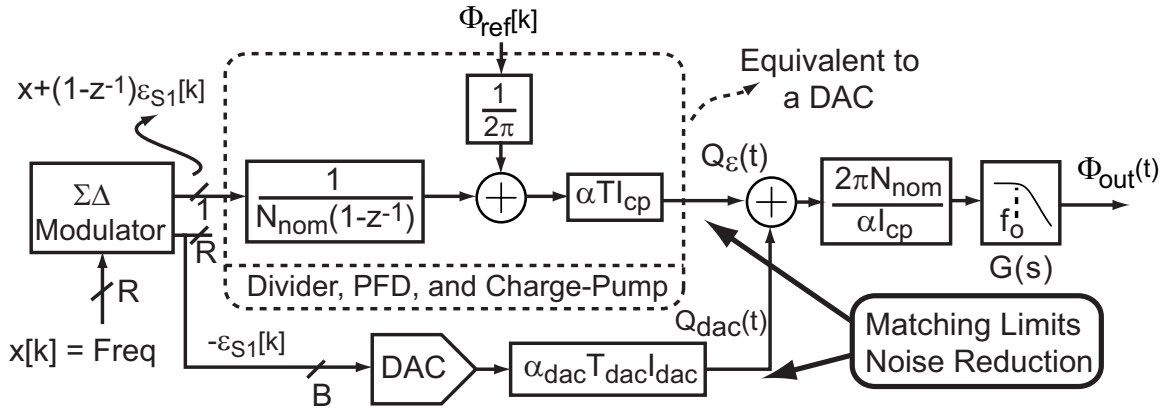 Φref[k]
x+(1-z-1)εS1[k]
Equivalent to
a DAC
1
2π
Qε(t)
ΣΔ
Modulator
1
R
1
Nnom(1-z-1)
+
αTIcp
+
2πNnom
αIcp
fo
G(s)
Φout(t)
R
Divider, PFD, and Charge-Pump
Qdac(t)
x[k] = Freq
-εS1[k]
B
DAC
αdacTdacIdac
Matching Limits
Noise Reduction